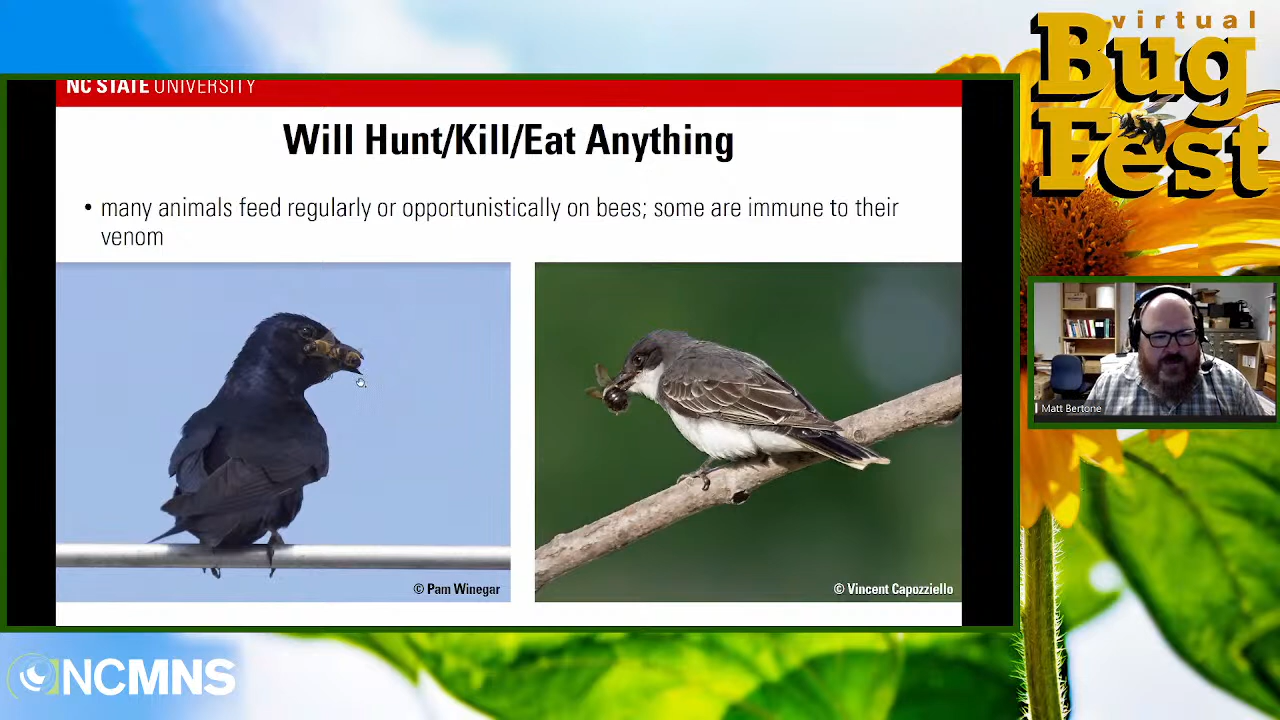 virtual
Bug
Fest
NC STATE UNIVERSITY
Will Hunt/Kill/Eat Anything
• many animals feed regularly or opportunistically on bees; some are immune to their
venom
© Pam Winegar
© Vincent Capozziello
Matt Bertone
NCMNS